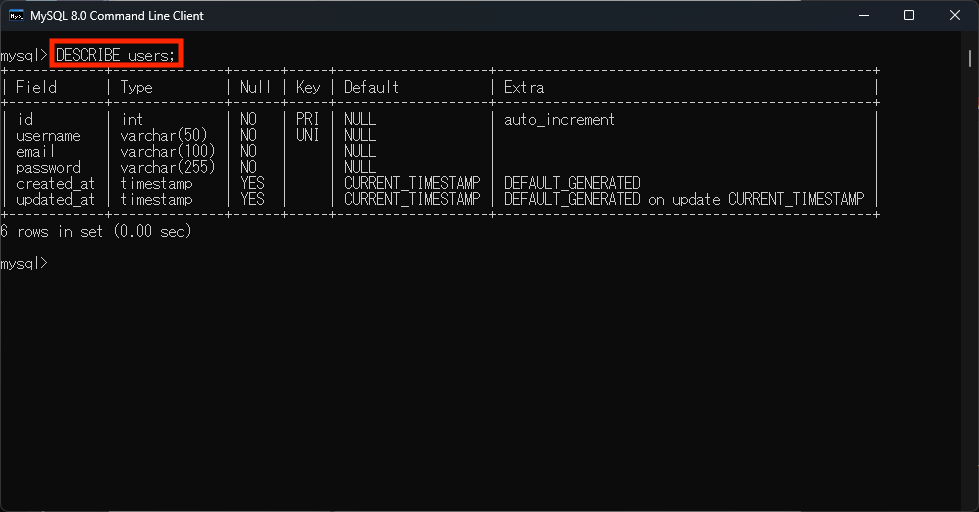 MySQL 8.0 Command Line Client
mysql> DESCRIBE users;
+------------+--------------+------+-----+-------------------+-----------------------------------------------+
| Field      | Type         | Null | Key | Default           | Extra                                         |
+------------+--------------+------+-----+-------------------+-----------------------------------------------+
| id         | int          | NO   | PRI | NULL              | auto_increment                                |
| username   | varchar(50)  | NO   | UNI | NULL              |                                               |
| email      | varchar(100) | NO   |     | NULL              |                                               |
| password   | varchar(255) | NO   |     | NULL              |                                               |
| created_at | timestamp    | YES  |     | CURRENT_TIMESTAMP | DEFAULT_GENERATED                             |
| updated_at | timestamp    | YES  |     | CURRENT_TIMESTAMP | DEFAULT_GENERATED on update CURRENT_TIMESTAMP |
+------------+--------------+------+-----+-------------------+-----------------------------------------------+
6 rows in set (0.00 sec)
mysql>